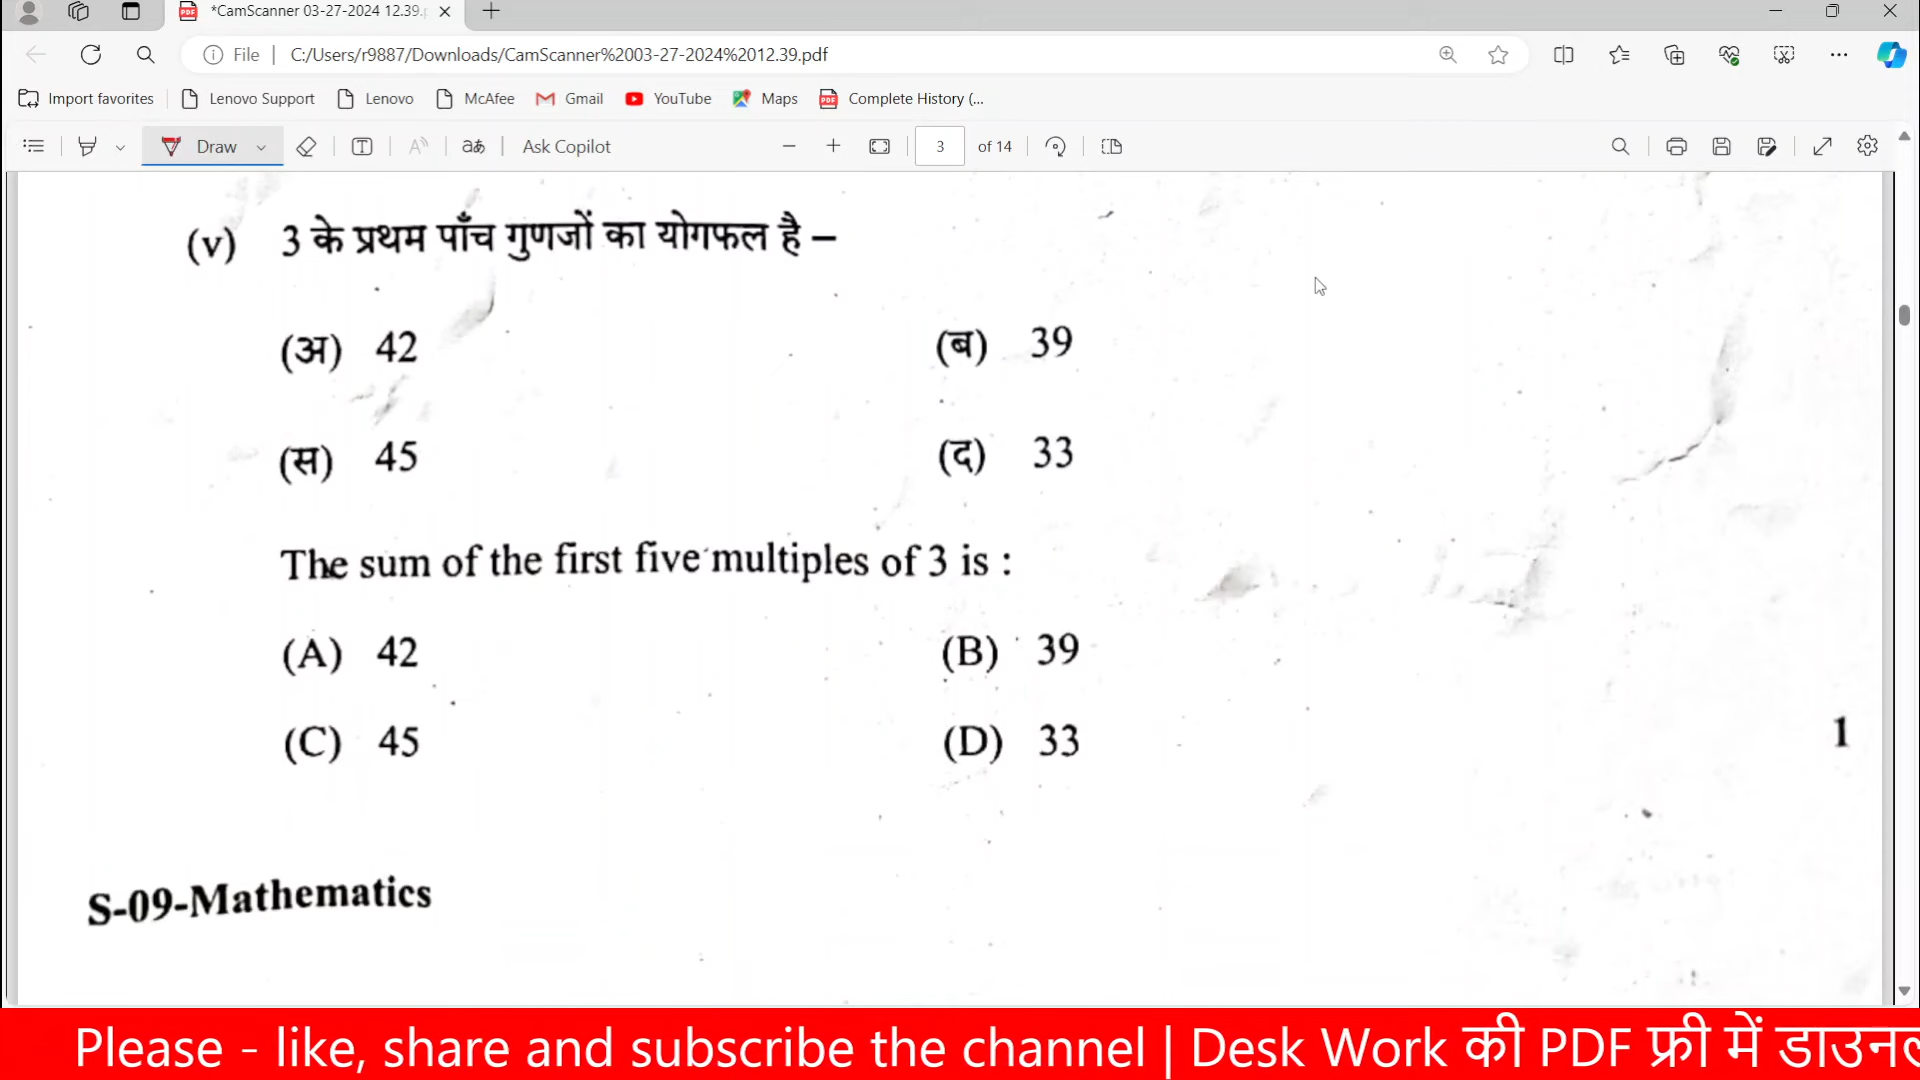 *CamScanner 03-27-2024 12.39.
File
C:/Users/r9887/Downloads/CamScanner%2003-27-2024%2012.39.pdf
Import favorites
Lenovo Support
Lenovo
McAfee
Gmail
YouTube
Maps
Complete History (...
Draw
aあ
Ask Copilot
3 of 14
(v) 3 के प्रथम पाँच गुणजों का योगफल है –
(अ) 42 (ब) 39
(स) 45 (द) 33
The sum of the first five multiples of 3 is :
(A) 42 (B) 39
(C) 45 (D) 33
1
S-09-Mathematics
Please - like, share and subscribe the channel | Desk Work की PDF फ्री में